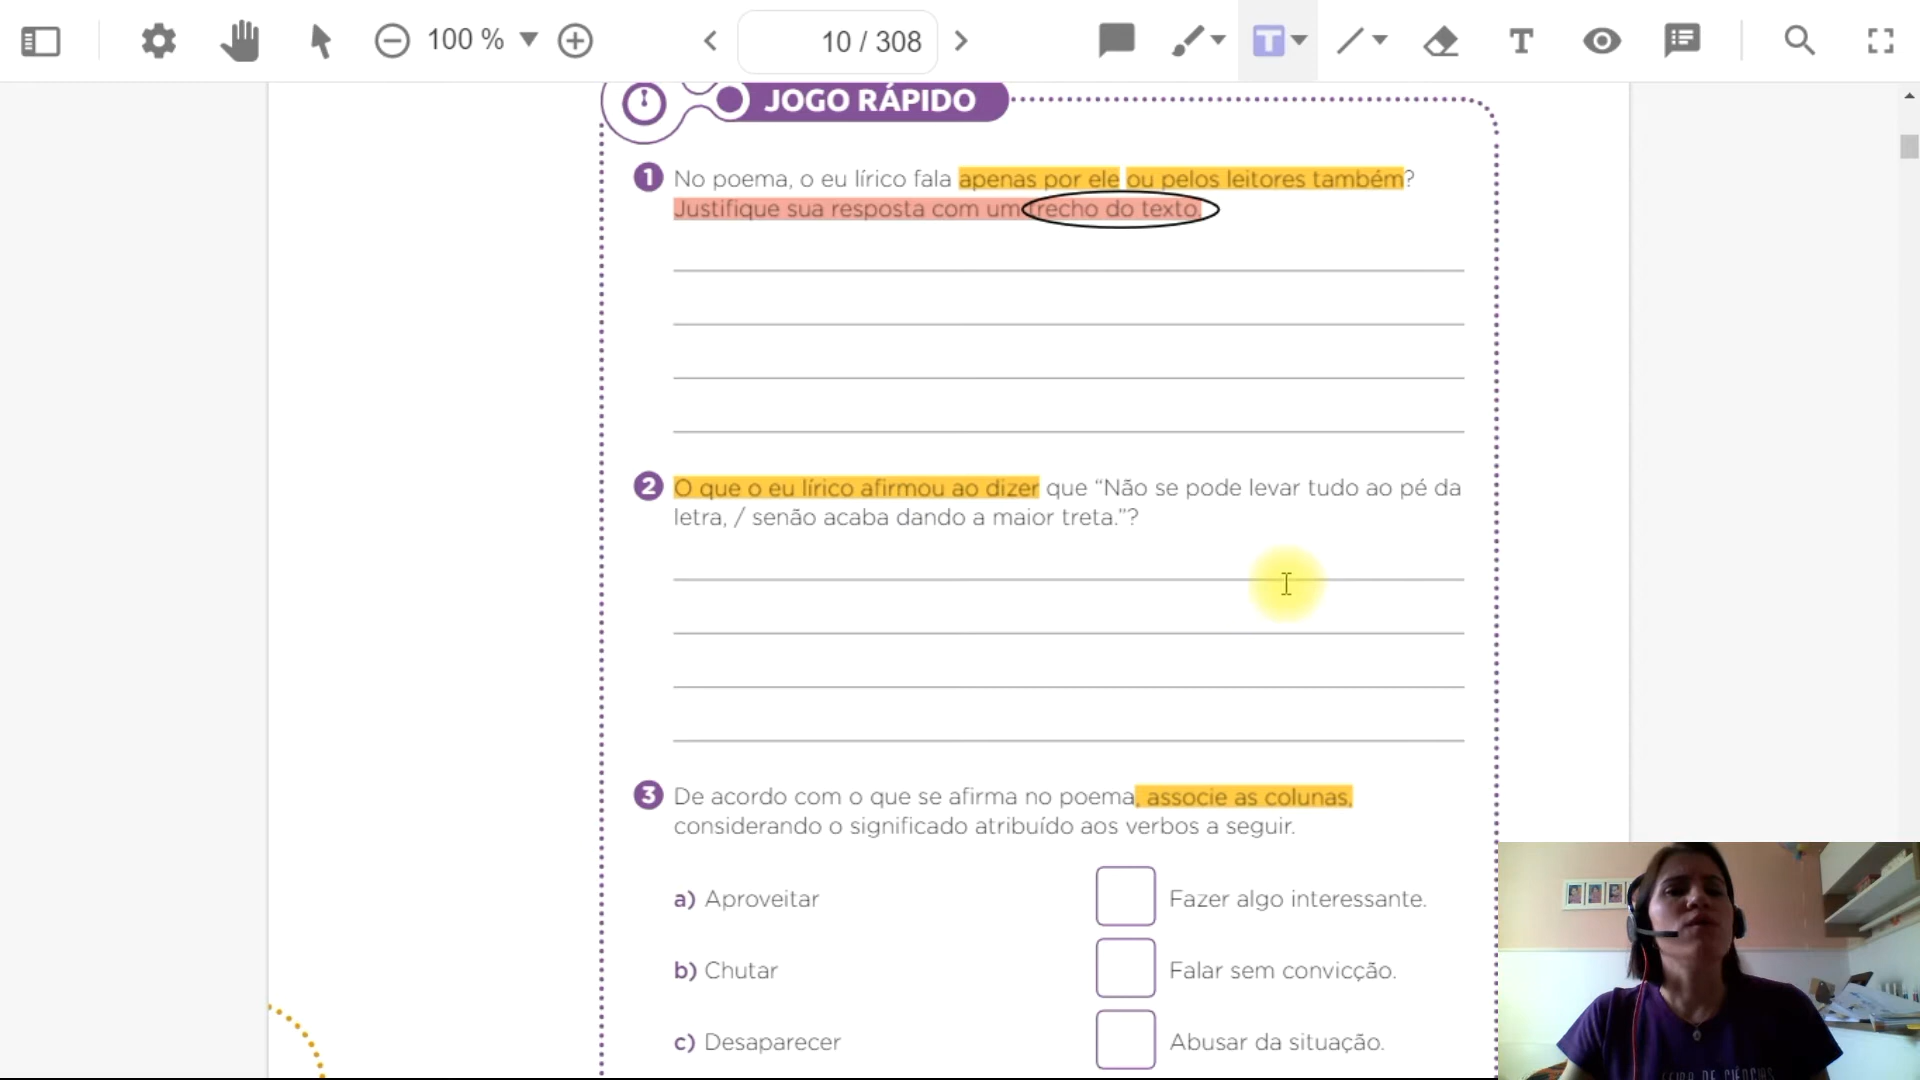 100 %
10 / 308
T
T
JOGO RÁPIDO
1 No poema, o eu lírico fala apenas por ele ou pelos leitores também?
Justifique sua resposta com um trecho do texto.
2 O que o eu lírico afirmou ao dizer que “Não se pode levar tudo ao pé da
letra, / senão acaba dando a maior treta.”?
3 De acordo com o que se afirma no poema, associe as colunas,
considerando o significado atribuído aos verbos a seguir.
a) Aproveitar
Fazer algo interessante.
b) Chutar
Falar sem convicção.
c) Desaparecer
Abusar da situação.
DE CIÊNCIAS